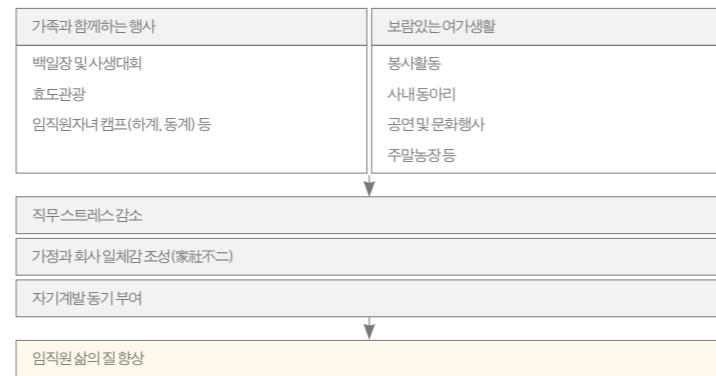 가족과 함께하는 행사
백일장 및 사생대회
효도관광
임직원자녀 캠프(하계, 동계) 등
보람있는 여가생활
봉사활동
사내 동아리
공연 및 문화행사
주말농장 등
직무 스트레스 감소
가정과 회사 일체감 조성(家社不二)
자기계발 동기 부여
임직원 삶의 질 향상